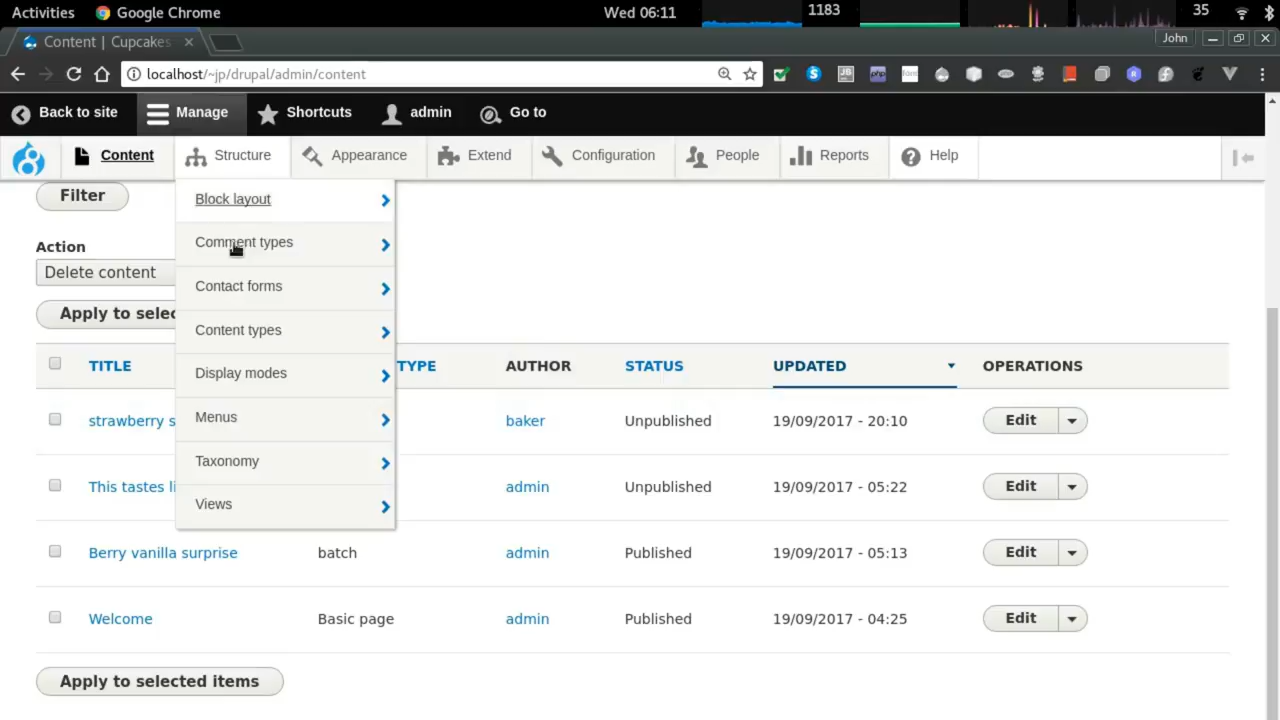 Activities Google Chrome Wed 06:11 1183 35
Content | Cupcakes John
localhost/~jp/drupal/admin/content
Back to site Manage Shortcuts admin Go to
Content Structure Appearance Extend Configuration People Reports Help
Filter
Block layout
Comment types
Action
Delete content
Contact forms
Apply to selec
Content types
TITLE TYPE AUTHOR STATUS UPDATED OPERATIONS
Display modes
Menus
strawberry s baker Unpublished 19/09/2017 - 20:10 Edit
Taxonomy
This tastes li admin Unpublished 19/09/2017 - 05:22 Edit
Views
Berry vanilla surprise batch admin Published 19/09/2017 - 05:13 Edit
Welcome Basic page admin Published 19/09/2017 - 04:25 Edit
Apply to selected items